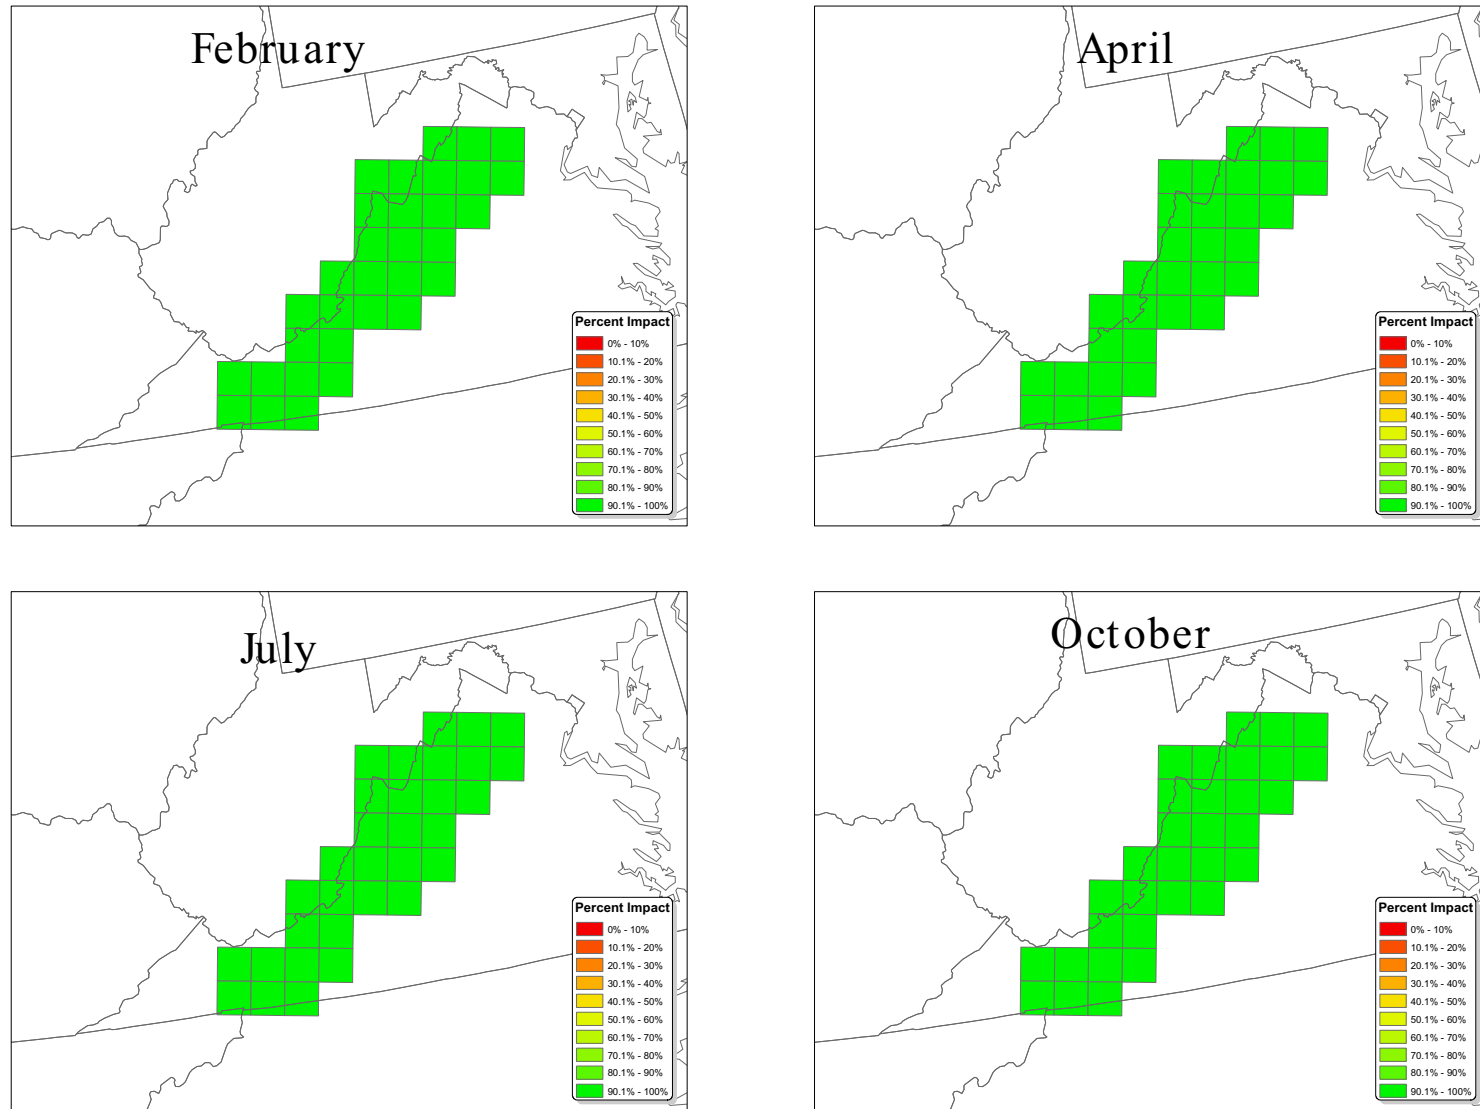 February
Percent Impact
0% - 10%
10.1% - 20%
20.1% - 30%
30.1% - 40%
40.1% - 50%
50.1% - 60%
60.1% - 70%
70.1% - 80%
80.1% - 90%
90.1% - 100%
April
Percent Impact
0% - 10%
10.1% - 20%
20.1% - 30%
30.1% - 40%
40.1% - 50%
50.1% - 60%
60.1% - 70%
70.1% - 80%
80.1% - 90%
90.1% - 100%
July
Percent Impact
0% - 10%
10.1% - 20%
20.1% - 30%
30.1% - 40%
40.1% - 50%
50.1% - 60%
60.1% - 70%
70.1% - 80%
80.1% - 90%
90.1% - 100%
October
Percent Impact
0% - 10%
10.1% - 20%
20.1% - 30%
30.1% - 40%
40.1% - 50%
50.1% - 60%
60.1% - 70%
70.1% - 80%
80.1% - 90%
90.1% - 100%